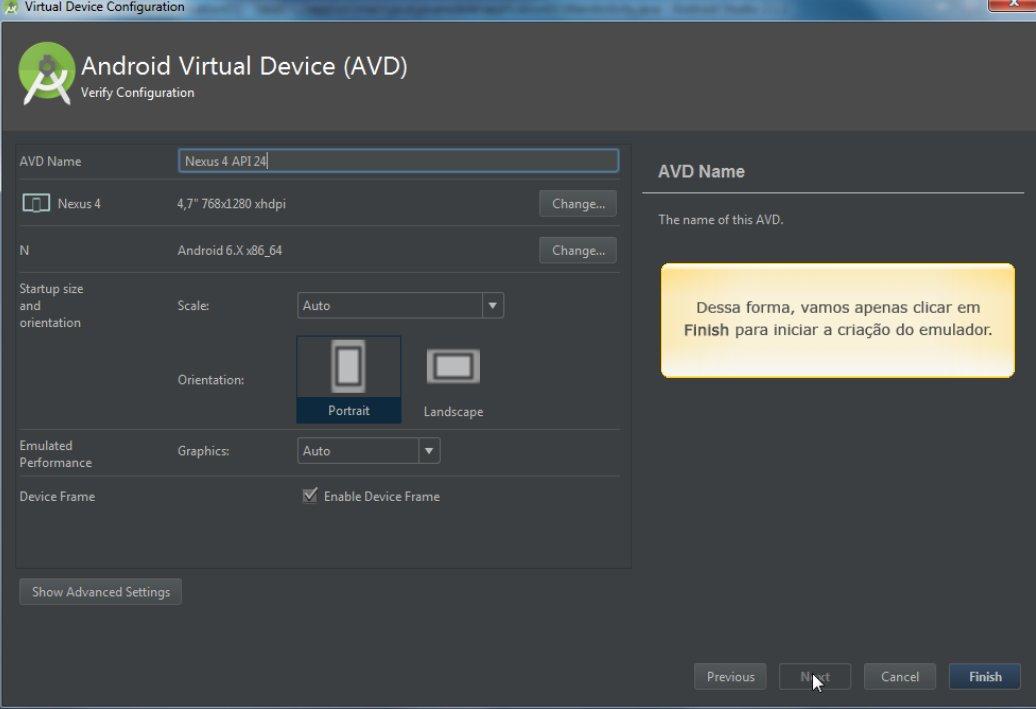 Virtual Device Configuration
Android Virtual Device (AVD)
Verify Configuration
AVD Name
Nexus 4 API 24
Nexus 4
4,7" 768x1280 xhdpi
Change...
N
Android 6.X x86_64
Change...
Startup size
and
orientation
Scale:
Auto
Orientation:
Portrait
Landscape
Emulated
Performance
Graphics:
Auto
Device Frame
Enable Device Frame
Show Advanced Settings
AVD Name
The name of this AVD.
Dessa forma, vamos apenas clicar em
Finish para iniciar a criação do emulador.
Previous
Next
Cancel
Finish